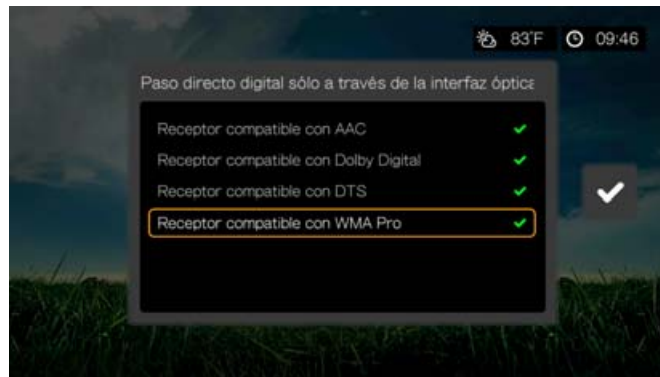 83°F 09:46
Paso directo digital sólo a través de la interfaz óptica
Receptor compatible con AAC
Receptor compatible con Dolby Digital
Receptor compatible con DTS
Receptor compatible con WMA Pro